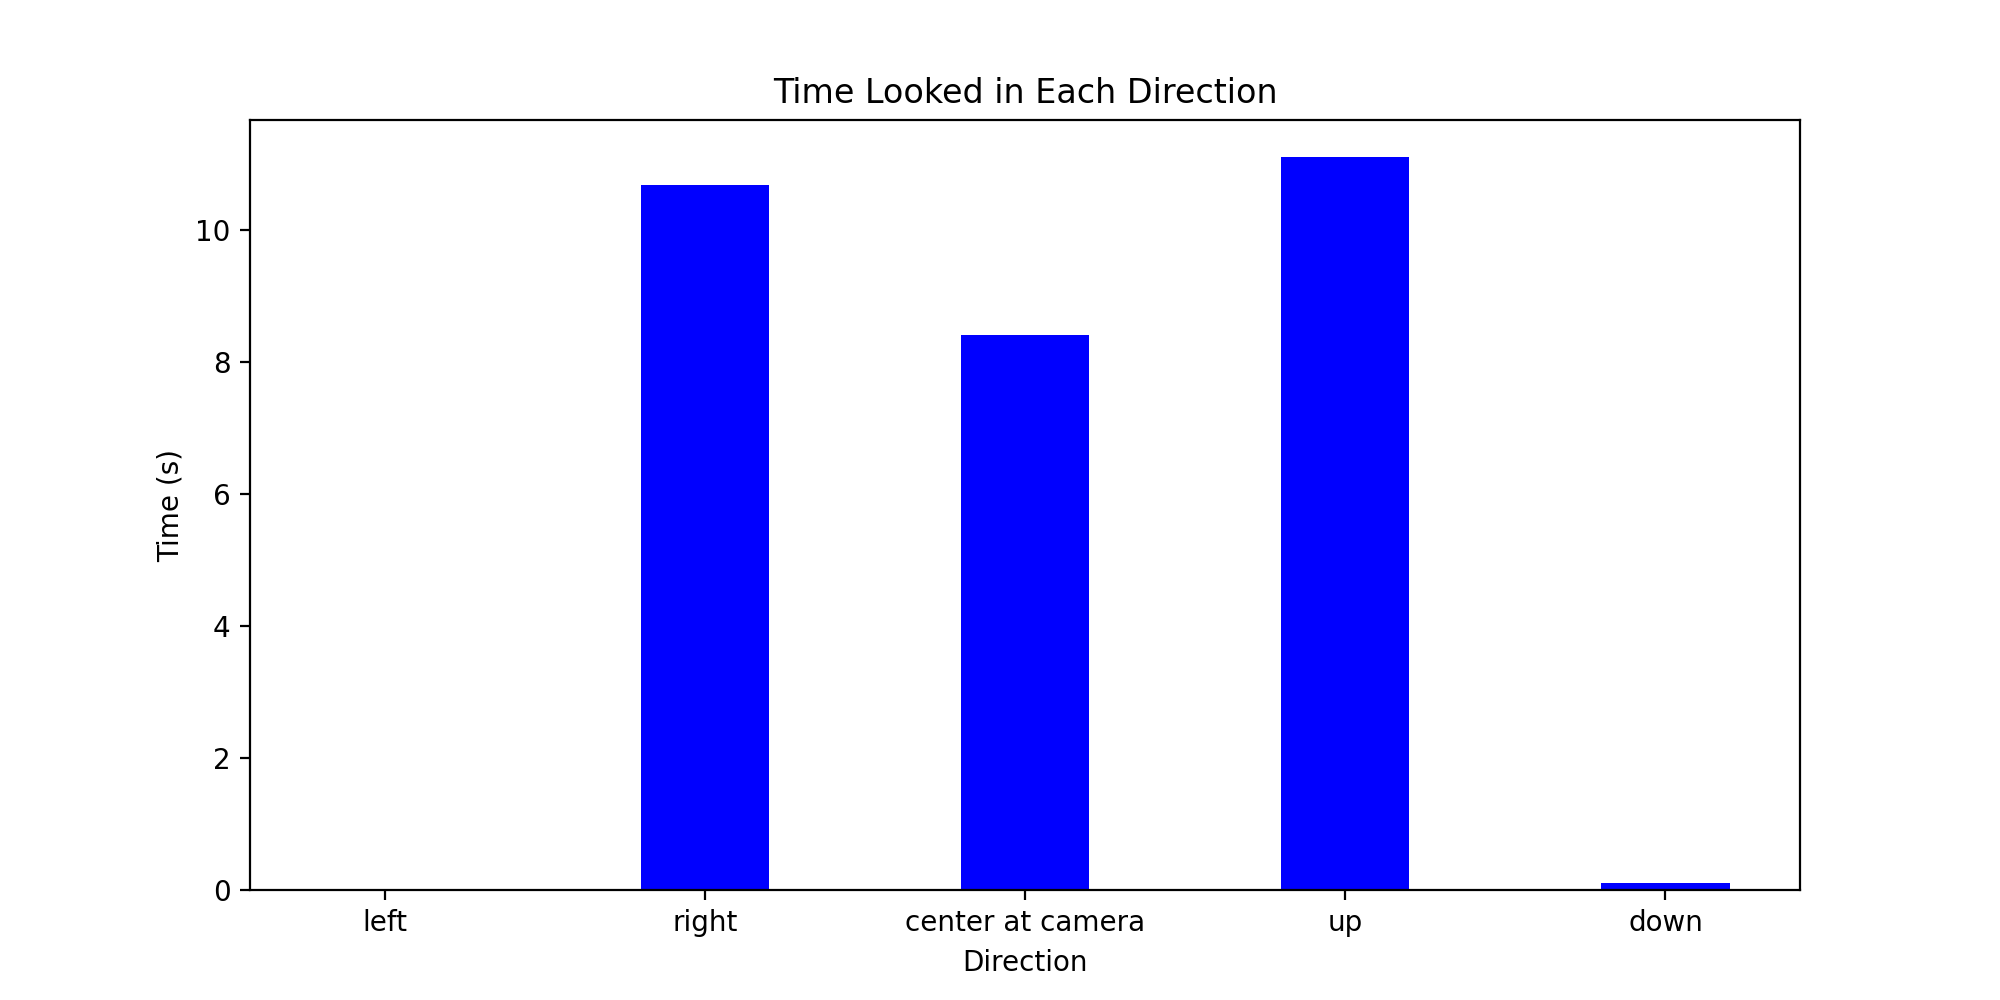 Time Looked in Each Direction
10
8
6
4
2
0
Time (s)
left right center at camera up down
Direction